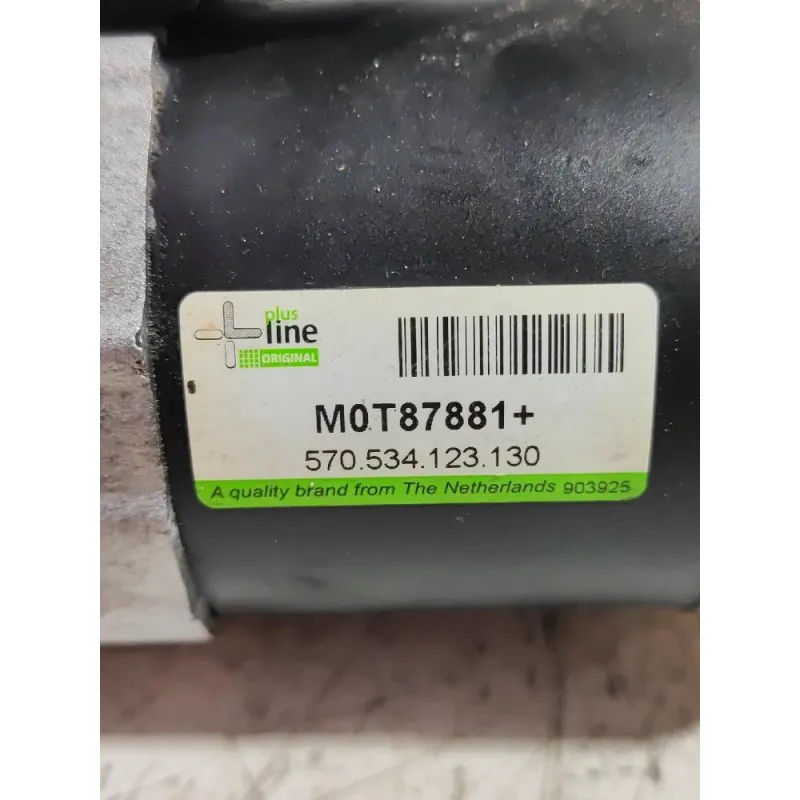 plus
line
ORIGINAL
M0T87881+
570.534.123.130
A quality brand from The Netherlands 903925